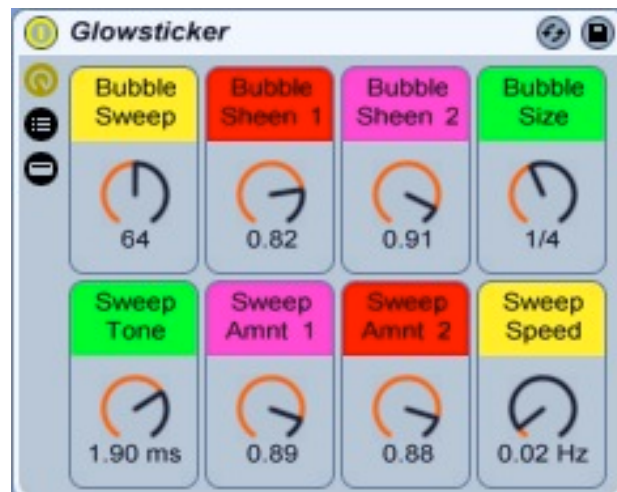 Glowsticker
Bubble Sweep
Bubble Sheen 1
Bubble Sheen 2
Bubble Size
64
0.82
0.91
1/4
Sweep Tone
Sweep Amnt 1
Sweep Amnt 2
Sweep Speed
1.90 ms
0.89
0.88
0.02 Hz